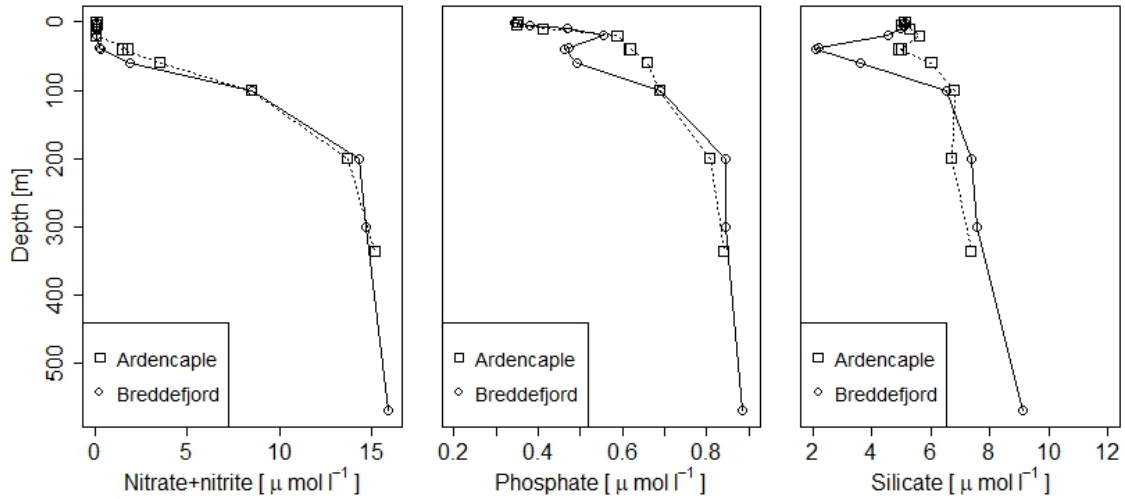 Depth [m]
0
100
200
300
400
500
Ardencaple
Breddefjord
0 5 10 15
Nitrate+nitrite [ μ mol l⁻¹ ]
Ardencaple
Breddefjord
0.2 0.4 0.6 0.8
Phosphate [ μ mol l⁻¹ ]
Ardencaple
Breddefjord
2 4 6 8 10 12
Silicate [ μ mol l⁻¹ ]